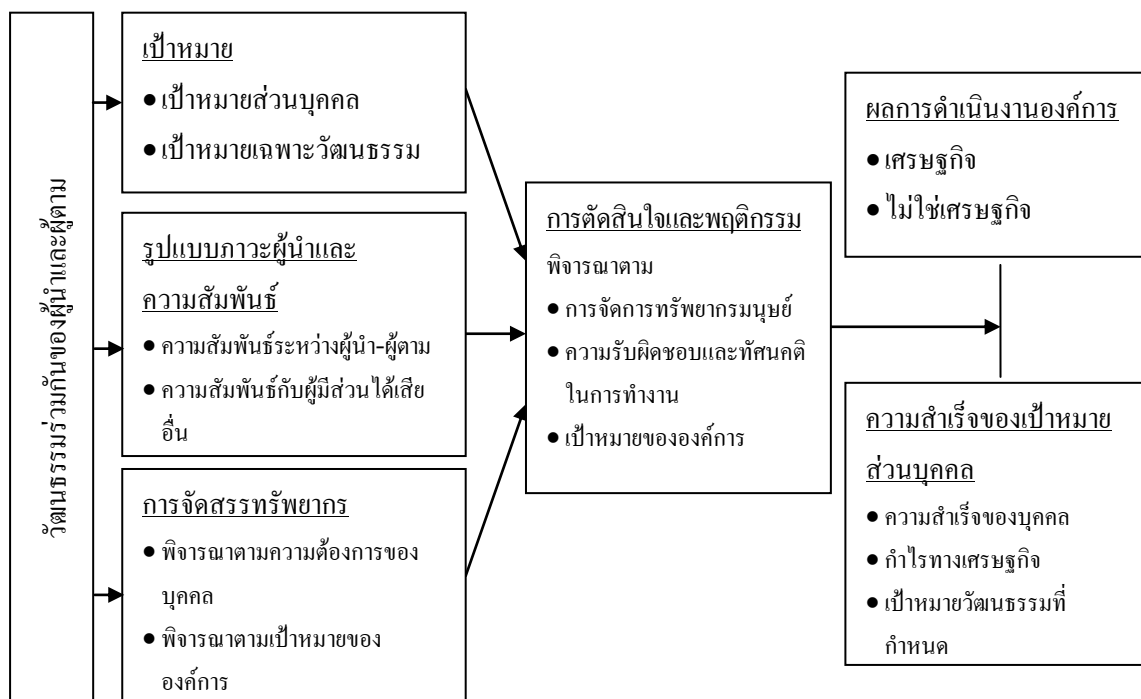 วัฒนธรรมร่วมกันของผู้นำและผู้ตาม
เป้าหมาย
● เป้าหมายส่วนบุคคล
● เป้าหมายเฉพาะวัฒนธรรม
รูปแบบภาวะผู้นำและ
ความสัมพันธ์
● ความสัมพันธ์ระหว่างผู้นำ-ผู้ตาม
● ความสัมพันธ์กับผู้มีส่วนได้เสีย
อื่น
การจัดสรรทรัพยากร
● พิจารณาตามความต้องการของ
บุคคล
● พิจารณาตามเป้าหมายของ
องค์การ
การตัดสินใจและพฤติกรรม
พิจารณาตาม
● การจัดการทรัพยากรมนุษย์
● ความรับผิดชอบและทัศนคติ
ในการทำงาน
● เป้าหมายขององค์การ
ผลการดำเนินงานองค์การ
● เศรษฐกิจ
● ไม่ใช่เศรษฐกิจ
ความสำเร็จของเป้าหมาย
ส่วนบุคคล
● ความสำเร็จของบุคคล
● กำไรทางเศรษฐกิจ
● เป้าหมายวัฒนธรรมที่
กำหนด